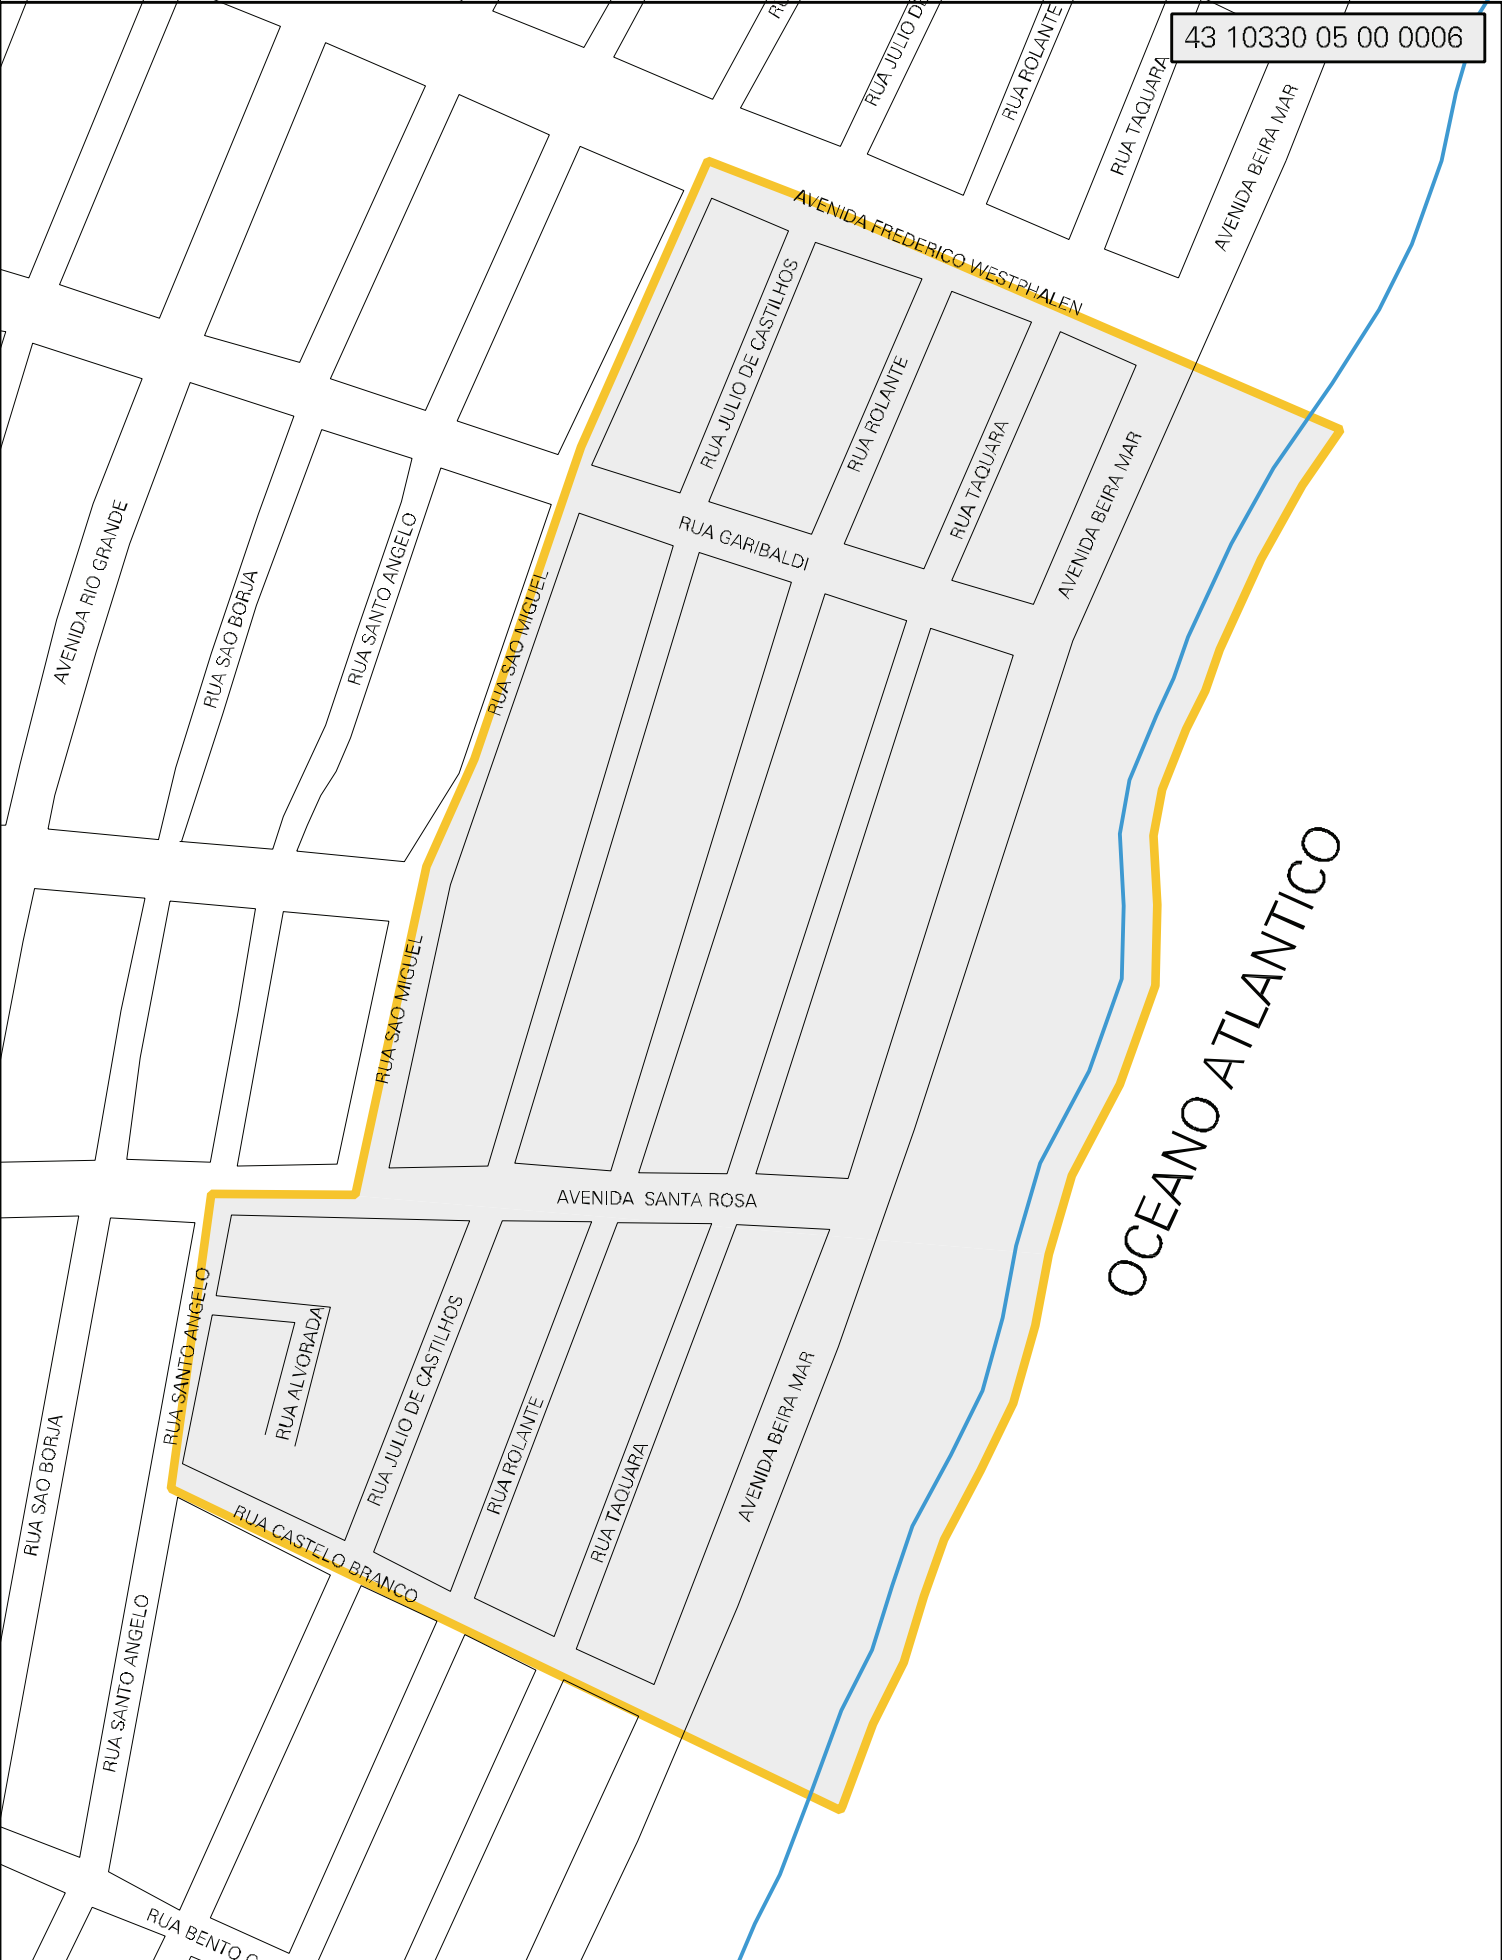 43 10330 05 00 0006
RUA JULIO DE
RUA ROLANTE
RUA TAQUARA
AVENIDA BEIRA MAR
AVENIDA FREDERICO WESTPHALEN
RUA JULIO DE CASTILHOS
RUA ROLANTE
RUA TAQUARA
AVENIDA BEIRA MAR
RUA GARIBALDI
AVENIDA RIO GRANDE
RUA SAO BORJA
RUA SANTO ANGELO
RUA SAO MIGUEL
RUA SAO MIGUEL
OCEANO ATLANTICO
AVENIDA SANTA ROSA
RUA SANTO ANGELO
RUA ALVORADA
RUA JULIO DE CASTILHOS
RUA ROLANTE
RUA TAQUARA
AVENIDA BEIRA MAR
RUA SAO BORJA
RUA CASTELO BRANCO
RUA SANTO ANGELO
RUA BENTO G